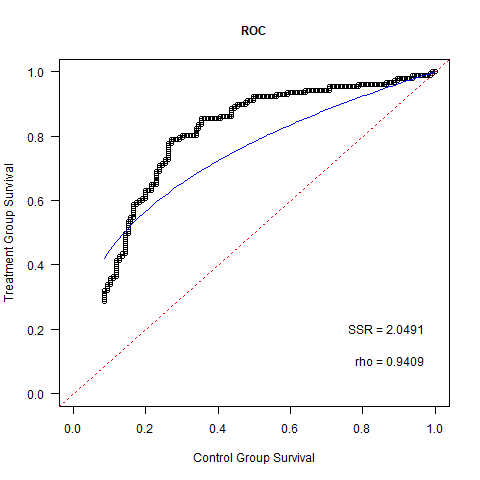 ROC
Treatment Group Survival
1.0
0.8
0.6
0.4
0.2
0.0
SSR = 2.0491
rho = 0.9409
0.0 0.2 0.4 0.6 0.8 1.0
Control Group Survival